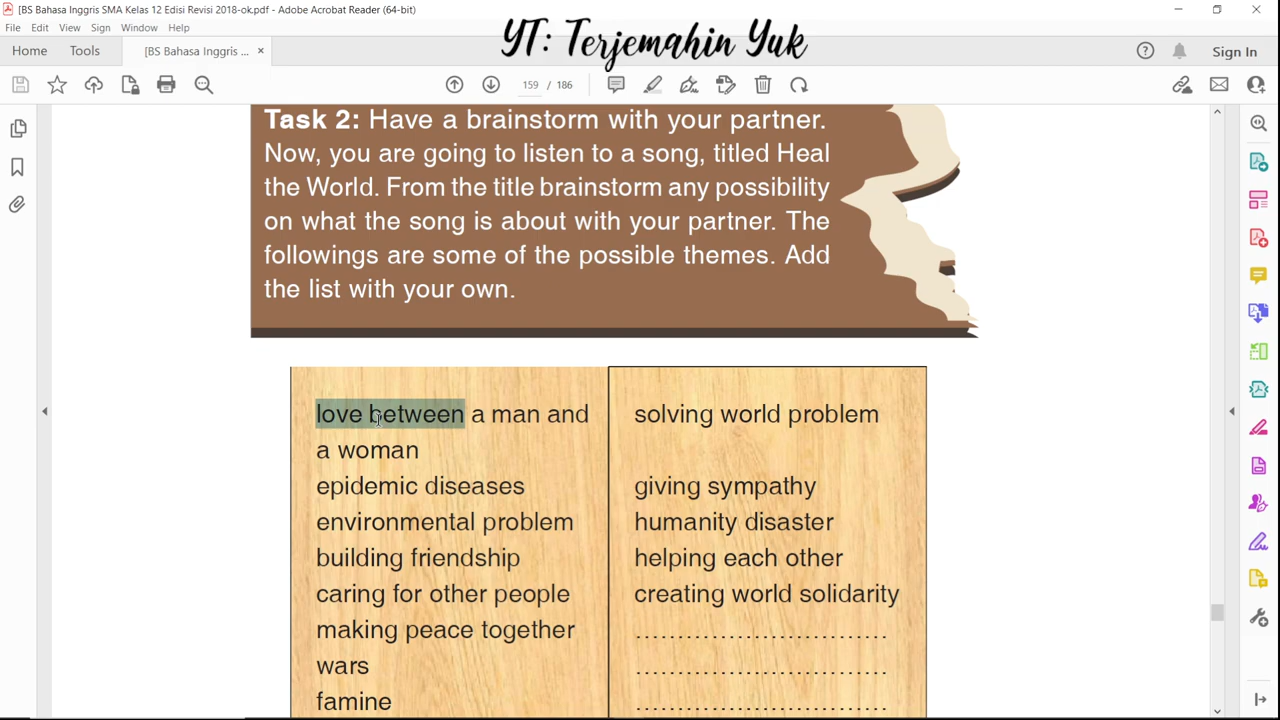 [BS Bahasa Inggris SMA Kelas 12 Edisi Revisi 2018-ok.pdf - Adobe Acrobat Reader (64-bit)
File Edit View Sign Window Help
YT: Terjemahin Yuk
Home Tools [BS Bahasa Inggris ... × Sign In
159 / 186
Task 2: Have a brainstorm with your partner.
Now, you are going to listen to a song, titled Heal
the World. From the title brainstorm any possibility
on what the song is about with your partner. The
followings are some of the possible themes. Add
the list with your own.
love between a man and
a woman
epidemic diseases
environmental problem
building friendship
caring for other people
making peace together
wars
famine
solving world problem
giving sympathy
humanity disaster
helping each other
creating world solidarity
..............................
..............................
..............................